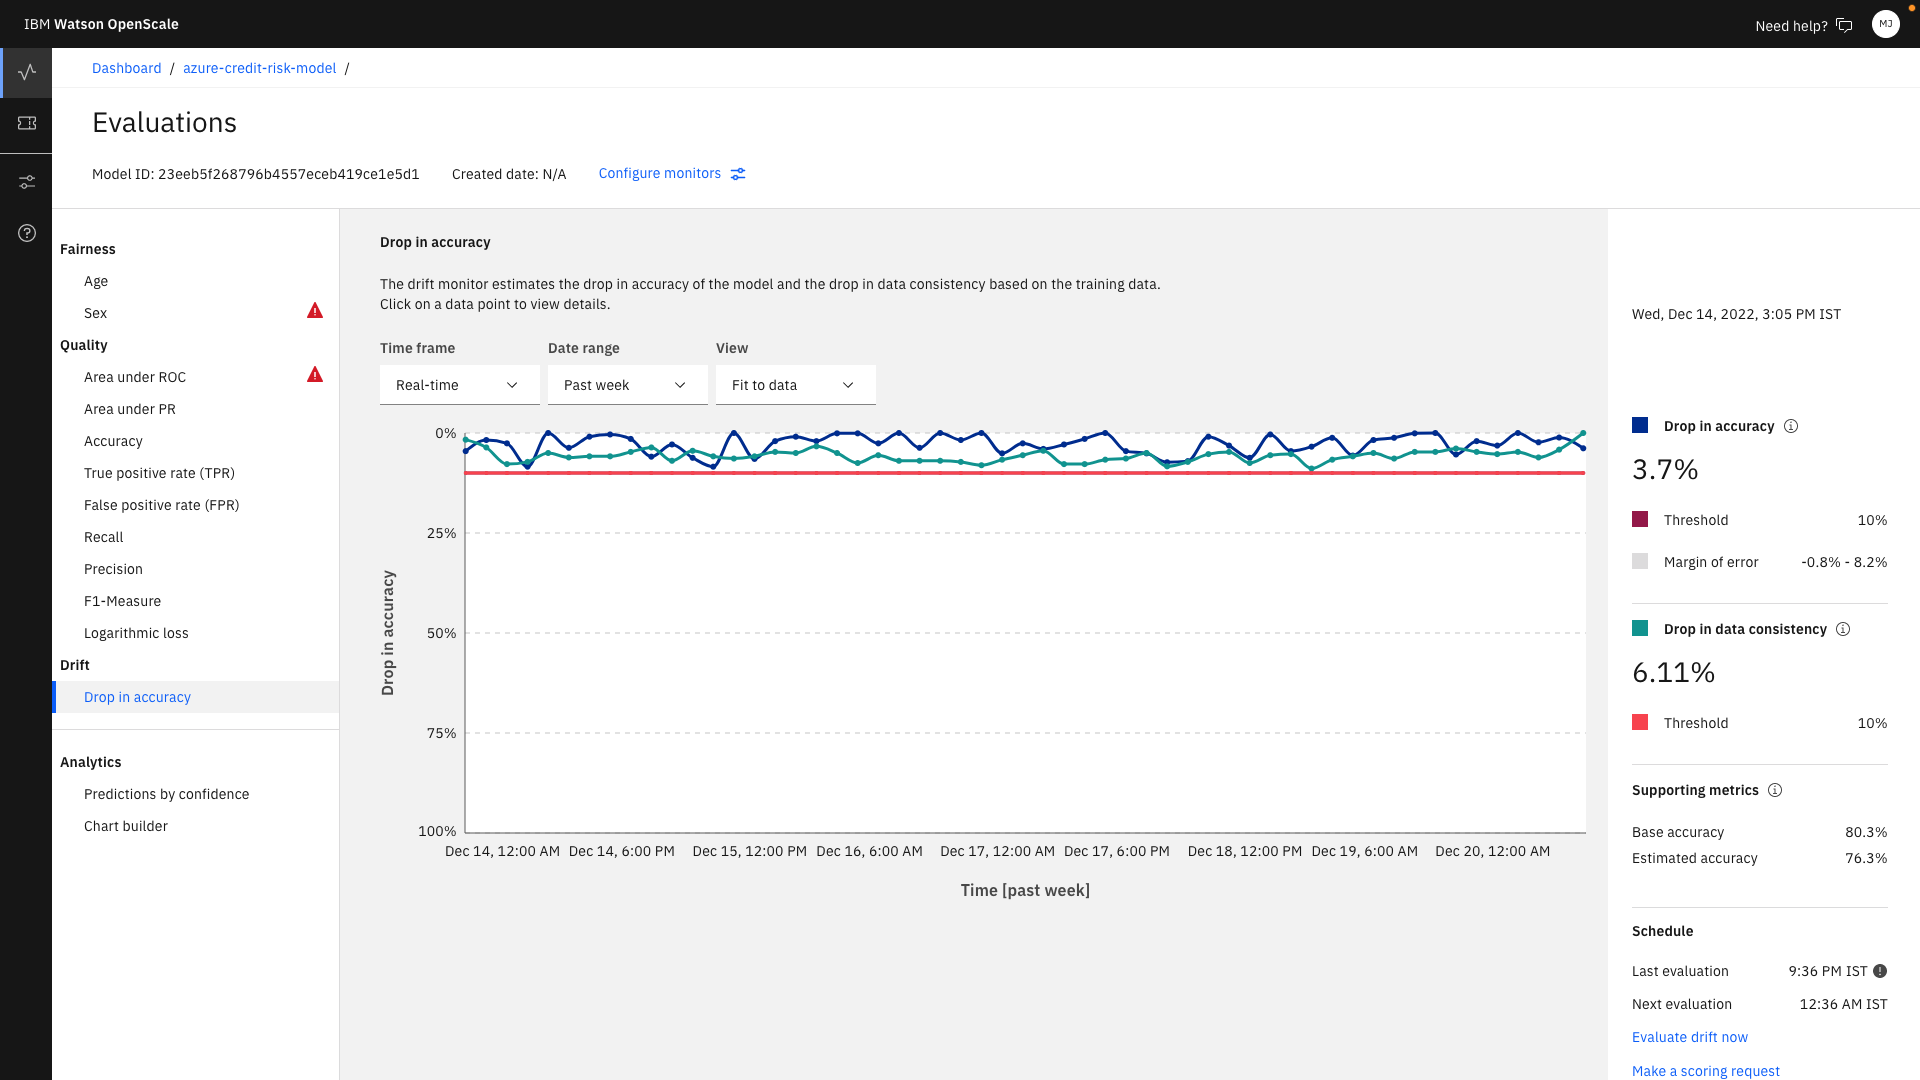 IBM Watson OpenScale
Need help?
MJ
Dashboard / azure-credit-risk-model /
Evaluations
Model ID: 23eeb5f268796b4557eceb419ce1e5d1
Created date: N/A
Configure monitors
Fairness
Age
Sex
Quality
Area under ROC
Area under PR
Accuracy
True positive rate (TPR)
False positive rate (FPR)
Recall
Precision
F1-Measure
Logarithmic loss
Drift
Drop in accuracy
Analytics
Predictions by confidence
Chart builder
Drop in accuracy
The drift monitor estimates the drop in accuracy of the model and the drop in data consistency based on the training data.
Click on a data point to view details.
Time frame
Date range
View
Real-time
Past week
Fit to data
0%
25%
50%
75%
100%
Drop in accuracy
Dec 14, 12:00 AM
Dec 14, 6:00 PM
Dec 15, 12:00 PM
Dec 16, 6:00 AM
Dec 17, 12:00 AM
Dec 17, 6:00 PM
Dec 18, 12:00 PM
Dec 19, 6:00 AM
Dec 20, 12:00 AM
Time [past week]
Wed, Dec 14, 2022, 3:05 PM IST
Drop in accuracy
3.7%
Threshold 10%
Margin of error -0.8% - 8.2%
Drop in data consistency
6.11%
Threshold 10%
Supporting metrics
Base accuracy 80.3%
Estimated accuracy 76.3%
Schedule
Last evaluation 9:36 PM IST
Next evaluation 12:36 AM IST
Evaluate drift now
Make a scoring request